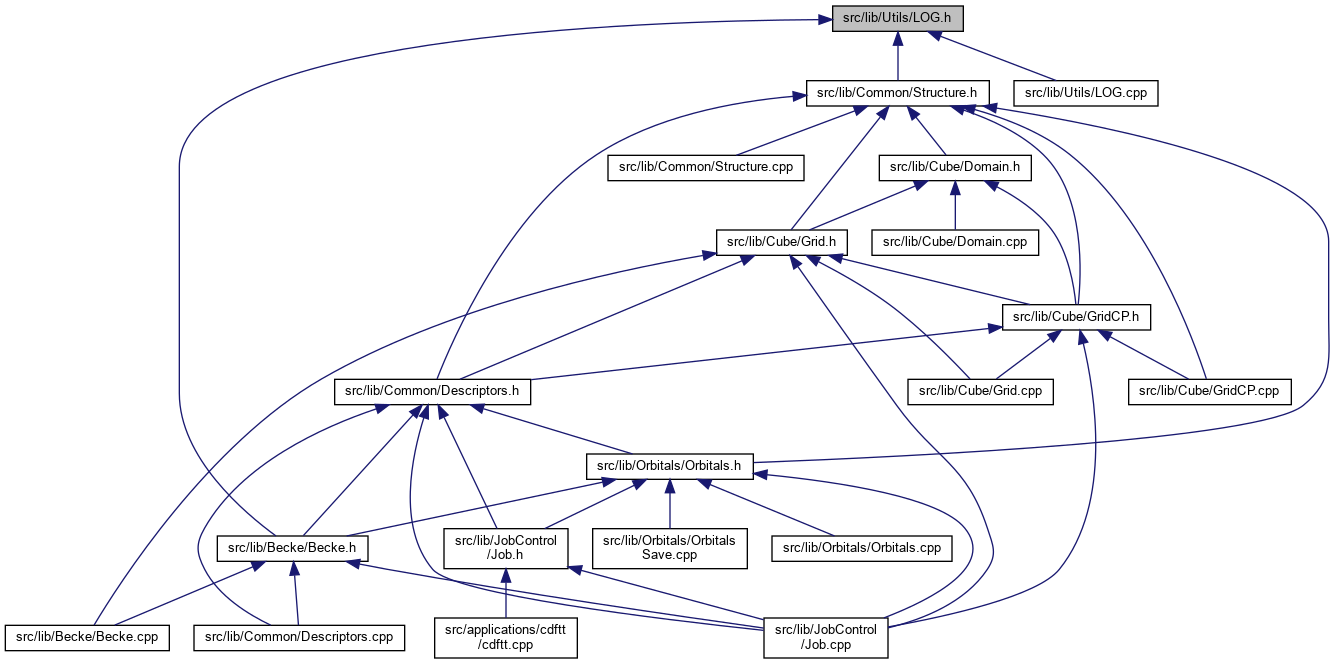 src/lib/Utils/LOG.h
src/lib/Common/Structure.h
src/lib/Utils/LOG.cpp
src/lib/Common/Structure.cpp
src/lib/Cube/Domain.h
src/lib/Cube/Grid.h
src/lib/Cube/Domain.cpp
src/lib/Cube/GridCP.h
src/lib/Common/Descriptors.h
src/lib/Cube/Grid.cpp
src/lib/Cube/GridCP.cpp
src/lib/Orbitals/Orbitals.h
src/lib/Becke/Becke.h
src/lib/JobControl
/Job.h
src/lib/Orbitals/Orbitals
Save.cpp
src/lib/Orbitals/Orbitals.cpp
src/lib/Becke/Becke.cpp
src/lib/Common/Descriptors.cpp
src/applications/cdftt
/cdftt.cpp
src/lib/JobControl
/Job.cpp